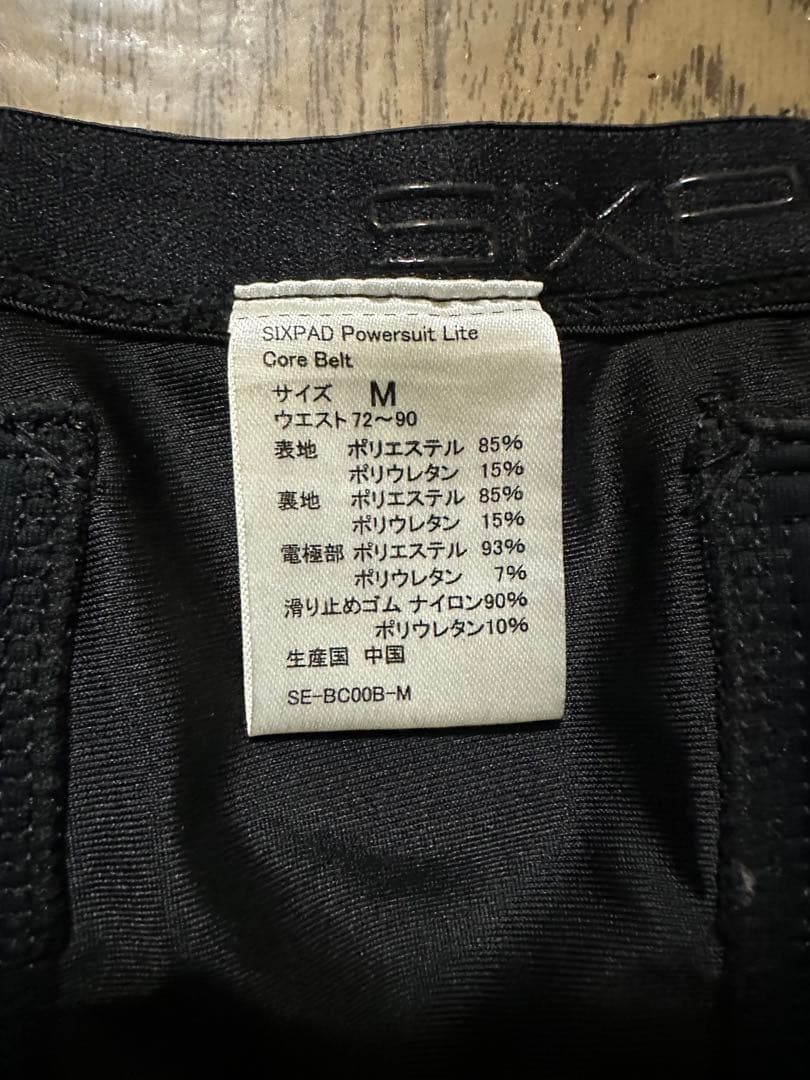 SIXP
SIXPAD Powersuit Lite
Core Belt
サイズ M
ウエスト72～90
表地 ポリエステル 85%
ポリウレタン 15%
裏地 ポリエステル 85%
ポリウレタン 15%
電極部 ポリエステル 93%
ポリウレタン 7%
滑り止めゴム ナイロン90%
ポリウレタン10%
生産国 中国
SE-BC00B-M